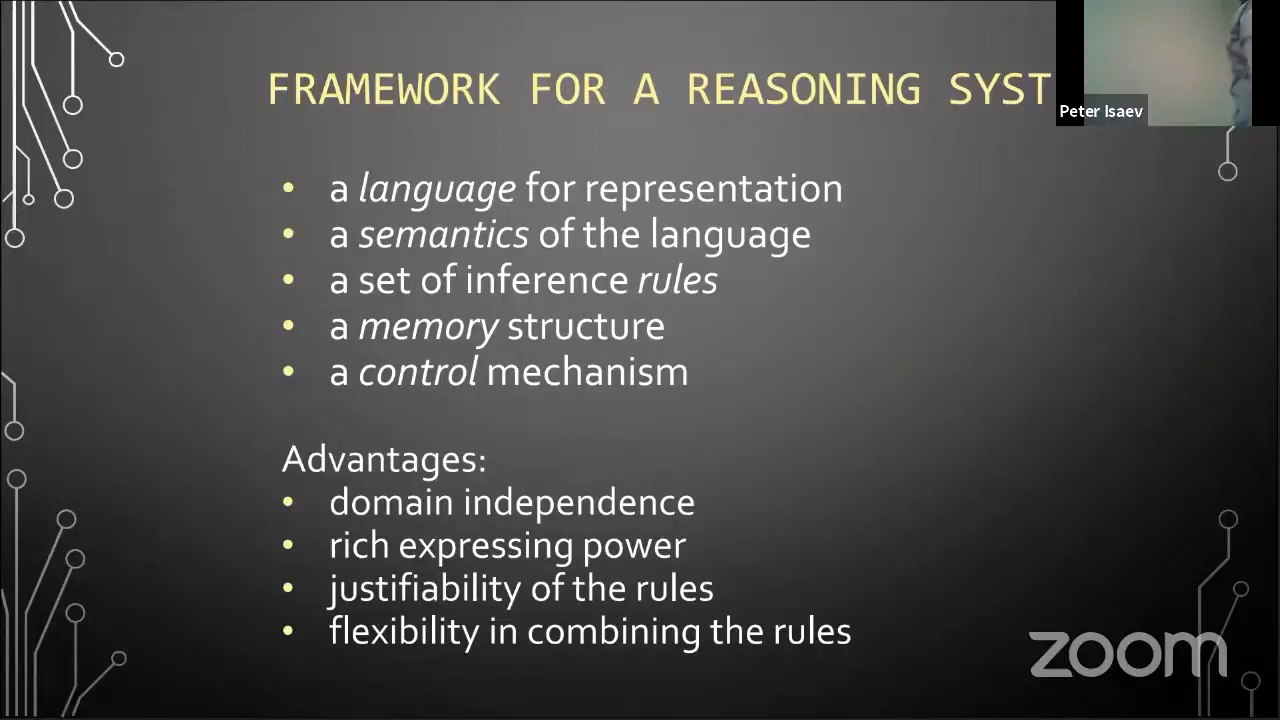 FRAMEWORK FOR A REASONING SYST
Peter Isaev
• a language for representation
• a semantics of the language
• a set of inference rules
• a memory structure
• a control mechanism
Advantages:
• domain independence
• rich expressing power
• justifiability of the rules
• flexibility in combining the rules
zoom